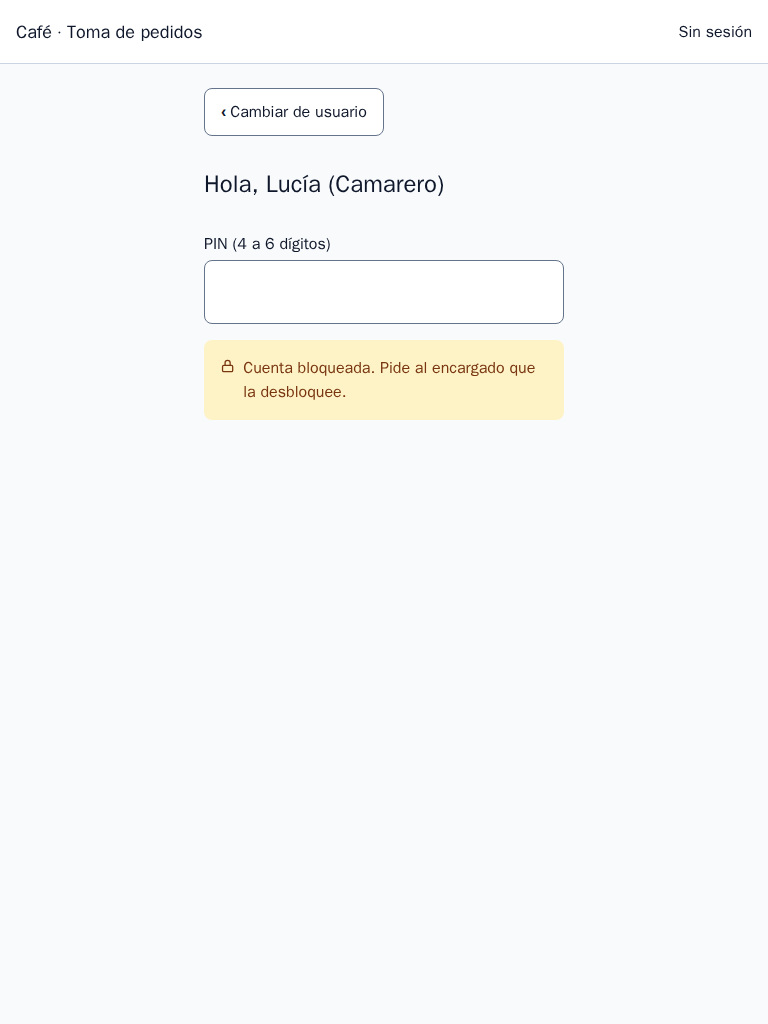 Café · Toma de pedidos
Sin sesión
‹ Cambiar de usuario
Hola, Lucía (Camarero)
PIN (4 a 6 dígitos)
Cuenta bloqueada. Pide al encargado que
la desbloquee.